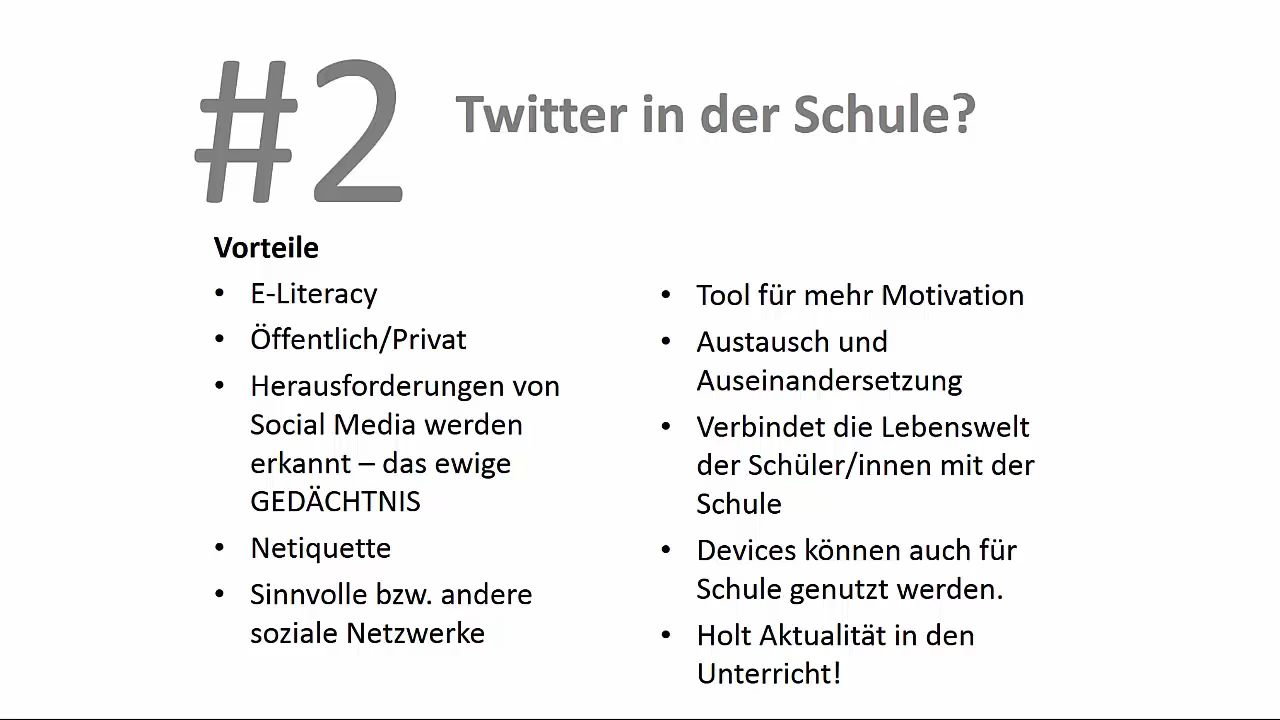 #2
Twitter in der Schule?
Vorteile
• E-Literacy
• Öffentlich/Privat
• Herausforderungen von
Social Media werden
erkannt – das ewige
GEDÄCHTNIS
• Netiquette
• Sinnvolle bzw. andere
soziale Netzwerke
• Tool für mehr Motivation
• Austausch und
Auseinandersetzung
• Verbindet die Lebenswelt
der Schüler/innen mit der
Schule
• Devices können auch für
Schule genutzt werden.
• Holt Aktualität in den
Unterricht!